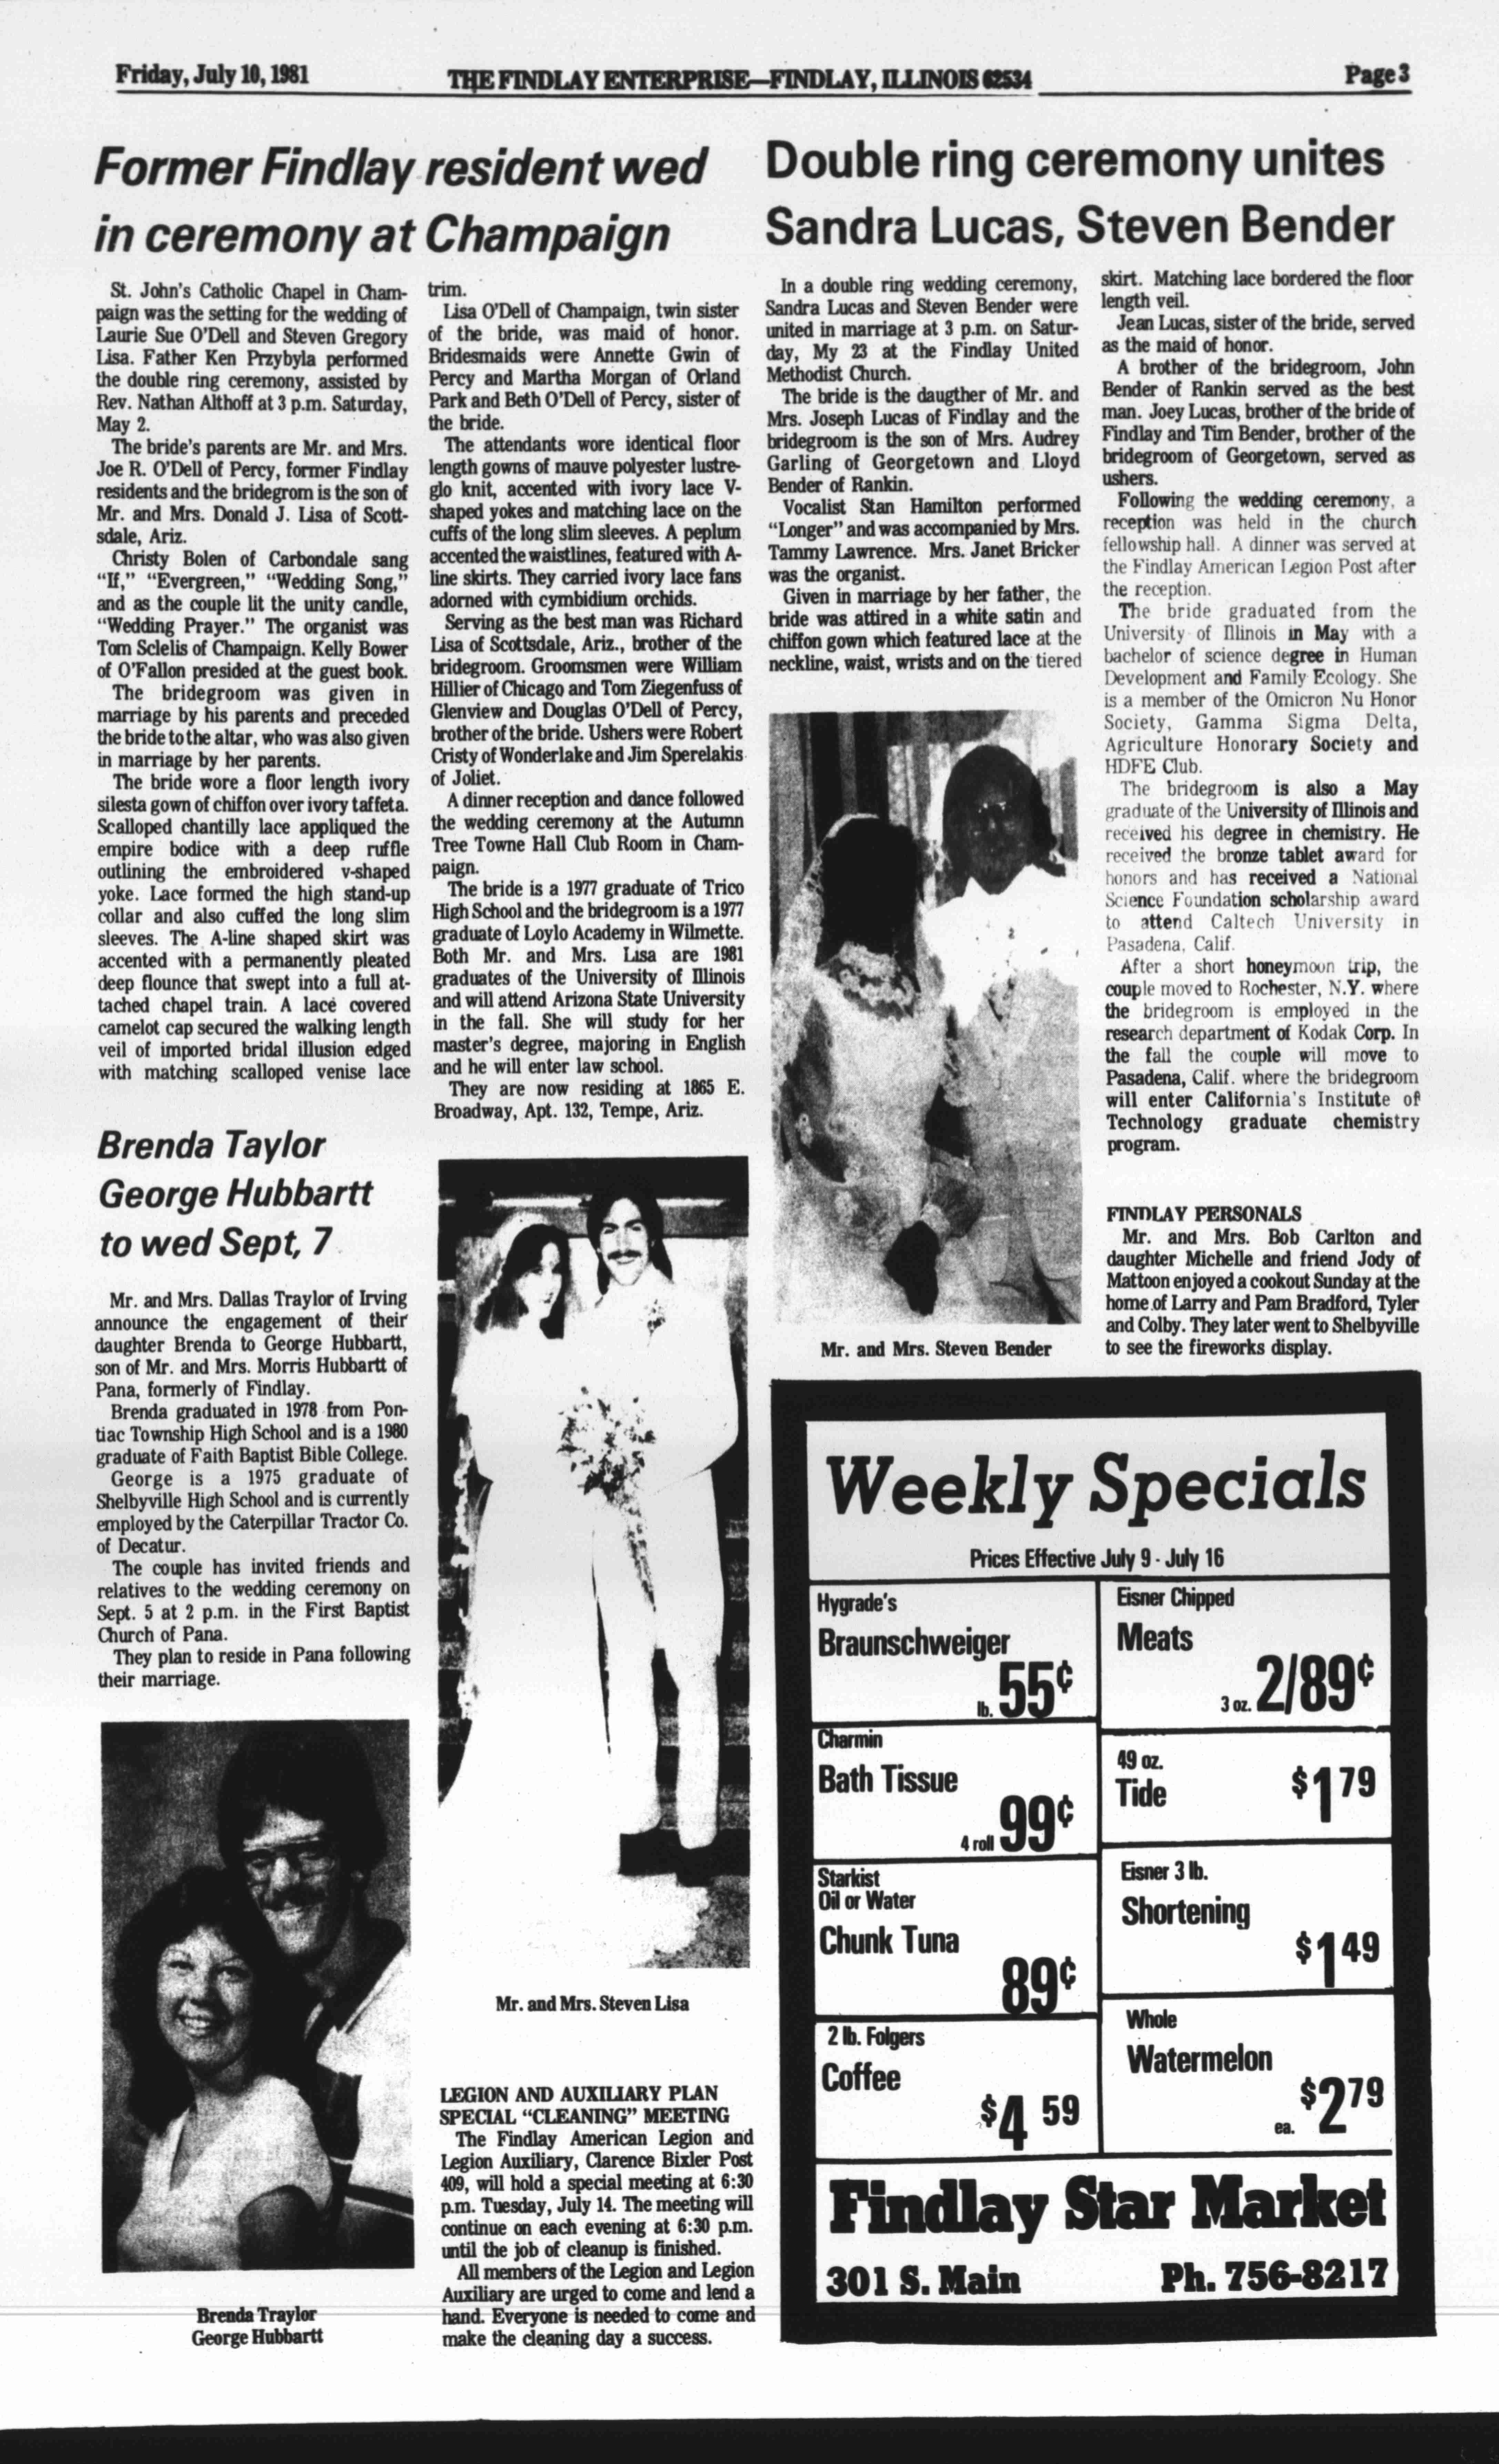 Friday, July 10, 1981
THE FINDLAY ENTERPRISE—FINDLAY, ILLINOIS 62534
Page 3
Former Findlay resident wed
in ceremony at Champaign
St. John's Catholic Chapel in Cham-
paign was the setting for the wedding of
Laurie Sue O'Dell and Steven Gregory
Lisa. Father Ken Przybyla performed
the double ring ceremony, assisted by
Rev. Nathan Althoff at 3 p.m. Saturday,
May 2.
The bride's parents are Mr. and Mrs.
Joe R. O'Dell of Percy, former Findlay
residents and the bridegrom is the son of
Mr. and Mrs. Donald J. Lisa of Scott-
sdale, Ariz.
Christy Bolen of Carbondale sang
"If," "Evergreen," "Wedding Song,"
and as the couple lit the unity candle,
"Wedding Prayer." The organist was
Tom Sclelis of Champaign. Kelly Bower
of O'Fallon presided at the guest book.
The bridegroom was given in
marriage by his parents and preceded
the bride to the altar, who was also given
in marriage by her parents.
The bride wore a floor length ivory
silesta gown of chiffon over ivory taffeta.
Scalloped chantilly lace appliqued the
empire bodice with a deep ruffle
outlining the embroidered v-shaped
yoke. Lace formed the high stand-up
collar and also cuffed the long slim
sleeves. The A-line shaped skirt was
accented with a permanently pleated
deep flounce that swept into a full at-
tached chapel train. A lace covered
camelot cap secured the walking length
veil of imported bridal illusion edged
with matching scalloped venise lace
trim.
Lisa O'Dell of Champaign, twin sister
of the bride, was maid of honor.
Bridesmaids were Annette Gwin of
Percy and Martha Morgan of Orland
Park and Beth O'Dell of Percy, sister of
the bride.
The attendants wore identical floor
length gowns of mauve polyester lustre-
glo knit, accented with ivory lace V-
shaped yokes and matching lace on the
cuffs of the long slim sleeves. A peplum
accented the waistlines, featured with A-
line skirts. They carried ivory lace fans
adorned with cymbidium orchids.
Serving as the best man was Richard
Lisa of Scottsdale, Ariz., brother of the
bridegroom. Groomsmen were William
Hillier of Chicago and Tom Ziegenfuss of
Glenview and Douglas O'Dell of Percy,
brother of the bride. Ushers were Robert
Cristy of Wonderlake and Jim Sperelakis
of Joliet.
A dinner reception and dance followed
the wedding ceremony at the Autumn
Tree Towne Hall Club Room in Cham-
paign.
The bride is a 1977 graduate of Trico
High School and the bridegroom is a 1977
graduate of Loylo Academy in Wilmette.
Both Mr. and Mrs. Lisa are 1981
graduates of the University of Illinois
and will attend Arizona State University
in the fall. She will study for her
master's degree, majoring in English
and he will enter law school.
They are now residing at 1865 E.
Broadway, Apt. 132, Tempe, Ariz.
Mr. and Mrs. Steven Lisa
Double ring ceremony unites
Sandra Lucas, Steven Bender
In a double ring wedding ceremony,
Sandra Lucas and Steven Bender were
united in marriage at 3 p.m. on Satur-
day, My 23 at the Findlay United
Methodist Church.
The bride is the daugther of Mr. and
Mrs. Joseph Lucas of Findlay and the
bridegroom is the son of Mrs. Audrey
Garling of Georgetown and Lloyd
Bender of Rankin.
Vocalist Stan Hamilton performed
"Longer" and was accompanied by Mrs.
Tammy Lawrence. Mrs. Janet Bricker
was the organist.
Given in marriage by her father, the
bride was attired in a white satin and
chiffon gown which featured lace at the
neckline, waist, wrists and on the tiered
skirt. Matching lace bordered the floor
length veil.
Jean Lucas, sister of the bride, served
as the maid of honor.
A brother of the bridegroom, John
Bender of Rankin served as the best
man. Joey Lucas, brother of the bride of
Findlay and Tim Bender, brother of the
bridegroom of Georgetown, served as
ushers.
Following the wedding ceremony, a
reception was held in the church
fellowship hall. A dinner was served at
the Findlay American Legion Post after
the reception.
The bride graduated from the
University of Illinois in May with a
bachelor of science degree in Human
Development and Family Ecology. She
is a member of the Omicron Nu Honor
Society, Gamma Sigma Delta,
Agriculture Honorary Society and
HDFE Club.
The bridegroom is also a May
graduate of the University of Illinois and
received his degree in chemistry. He
received the bronze tablet award for
honors and has received a National
Science Foundation scholarship award
to attend Caltech University in
Pasadena, Calif.
After a short honeymoon trip, the
couple moved to Rochester, N.Y. where
the bridegroom is employed in the
research department of Kodak Corp. In
the fall the couple will move to
Pasadena, Calif. where the bridegroom
will enter California's Institute of
Technology graduate chemistry
program.
Mr. and Mrs. Steven Bender
FINDLAY PERSONALS
Mr. and Mrs. Bob Carlton and
daughter Michelle and friend Jody of
Mattoon enjoyed a cookout Sunday at the
home of Larry and Pam Bradford, Tyler
and Colby. They later went to Shelbyville
to see the fireworks display.
Brenda Taylor
George Hubbartt
to wed Sept, 7
Mr. and Mrs. Dallas Traylor of Irving
announce the engagement of their
daughter Brenda to George Hubbartt,
son of Mr. and Mrs. Morris Hubbartt of
Pana, formerly of Findlay.
Brenda graduated in 1978 from Pon-
tiac Township High School and is a 1980
graduate of Faith Baptist Bible College.
George is a 1975 graduate of
Shelbyville High School and is currently
employed by the Caterpillar Tractor Co.
of Decatur.
The couple has invited friends and
relatives to the wedding ceremony on
Sept. 5 at 2 p.m. in the First Baptist
Church of Pana.
They plan to reside in Pana following
their marriage.
Brenda Traylor
George Hubbartt
LEGION AND AUXILIARY PLAN
SPECIAL "CLEANING" MEETING
The Findlay American Legion and
Legion Auxiliary, Clarence Bixler Post
409, will hold a special meeting at 6:30
p.m. Tuesday, July 14. The meeting will
continue on each evening at 6:30 p.m.
until the job of cleanup is finished.
All members of the Legion and Legion
Auxiliary are urged to come and lend a
hand. Everyone is needed to come and
make the cleaning day a success.
Weekly Specials
Prices Effective July 9 - July 16
Hygrade's
Braunschweiger
lb. 55¢
Eisner Chipped
Meats
3 oz. 2/89¢
Charmin
Bath Tissue
4 roll 99¢
49 oz.
Tide $1 79
Starkist
Oil or Water
Chunk Tuna
89¢
Eisner 3 lb.
Shortening
$1 49
2 lb. Folgers
Coffee
$4 59
Whole
Watermelon
ea. $2 79
Findlay Star Market
301 S. Main Ph. 756-8217